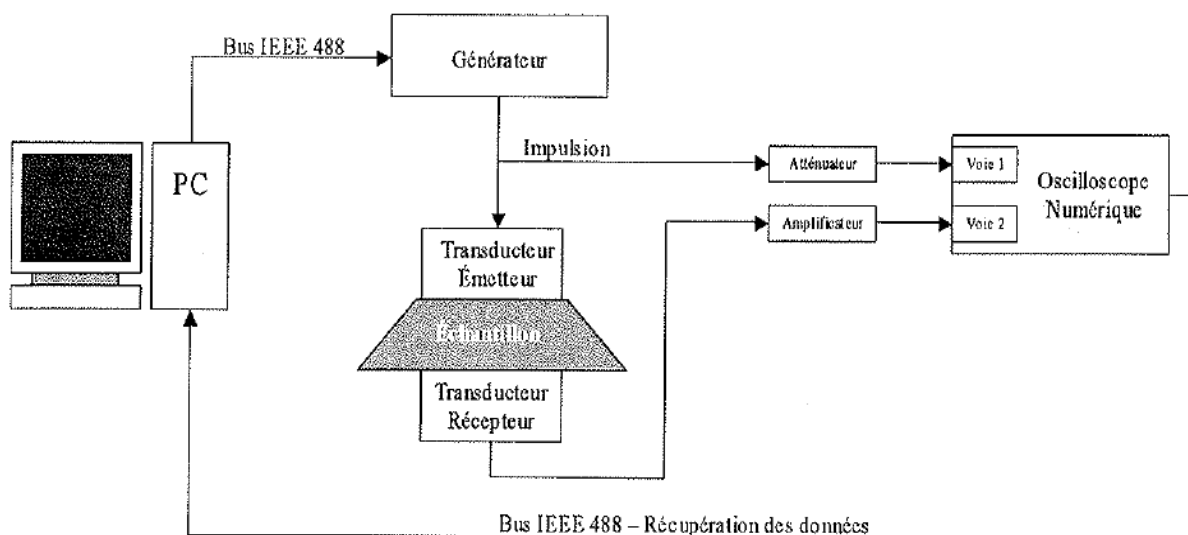 Bus IEEE 488
Générateur
Impulsion
PC
Atténuateur
Voie 1
Oscilloscope
Numérique
Amplificateur
Voie 2
Transducteur
Émetteur
Échantillon
Transducteur
Récepteur
Bus IEEE 488 – Récupération des données